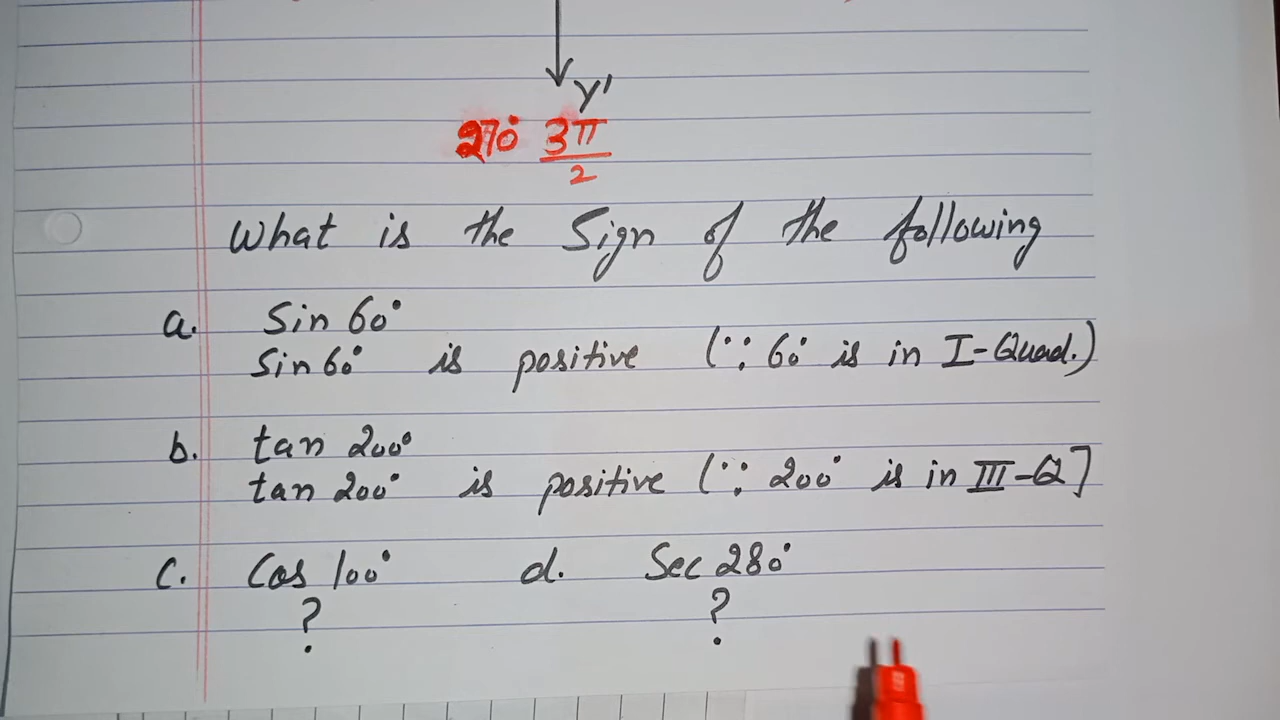 Y'
270° 3π/2
What is the Sign of the following
a. Sin 60°
Sin 60° is positive (∵ 60° is in I-Quad.)
b. tan 200°
tan 200° is positive (∵ 200° is in III-Q]
c. Cos 100° d. Sec 280°
? ?